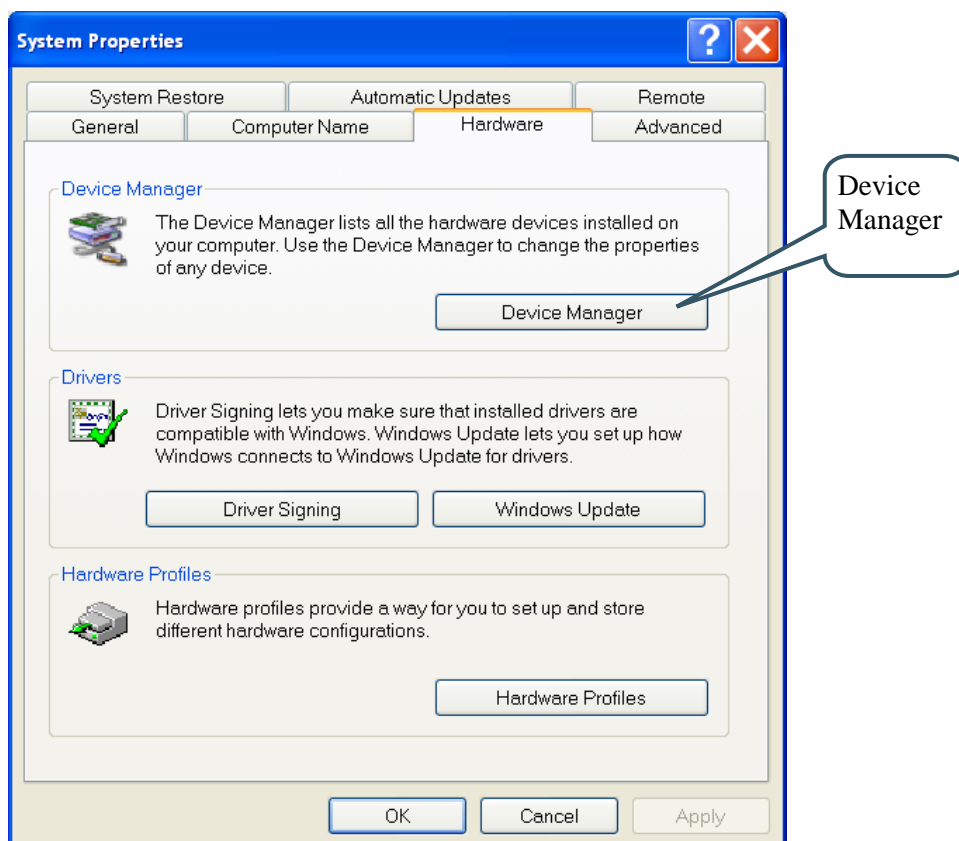 System Properties
System Restore
Automatic Updates
Remote
General
Computer Name
Hardware
Advanced
Device Manager
The Device Manager lists all the hardware devices installed on
your computer. Use the Device Manager to change the properties
of any device.
Device Manager
Device
Manager
Drivers
Driver Signing lets you make sure that installed drivers are
compatible with Windows. Windows Update lets you set up how
Windows connects to Windows Update for drivers.
Driver Signing
Windows Update
Hardware Profiles
Hardware profiles provide a way for you to set up and store
different hardware configurations.
Hardware Profiles
OK
Cancel
Apply